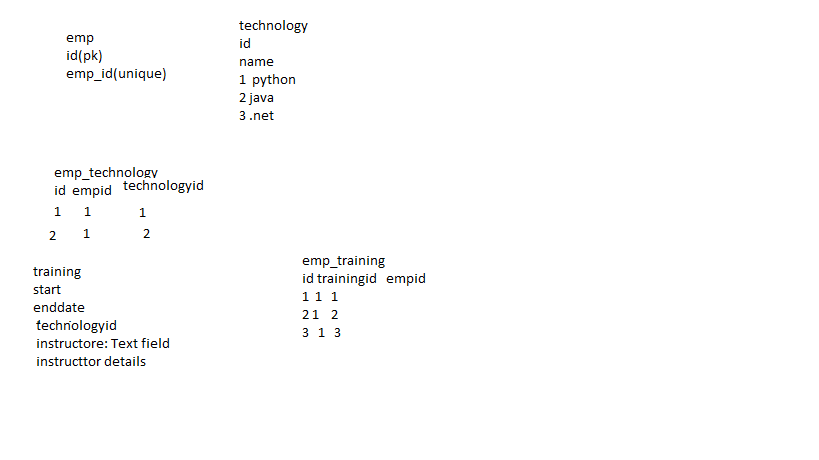 emp
id(pk)
emp_id(unique)
technology
id
name
1 python
2 java
3 .net
emp_technology
id empid technologyid
1 1 1
2 1 2
training
start
enddate
technologyid
instructore: Text field
instructtor details
emp_training
id trainingid empid
1 1 1
2 1 2
3 1 3